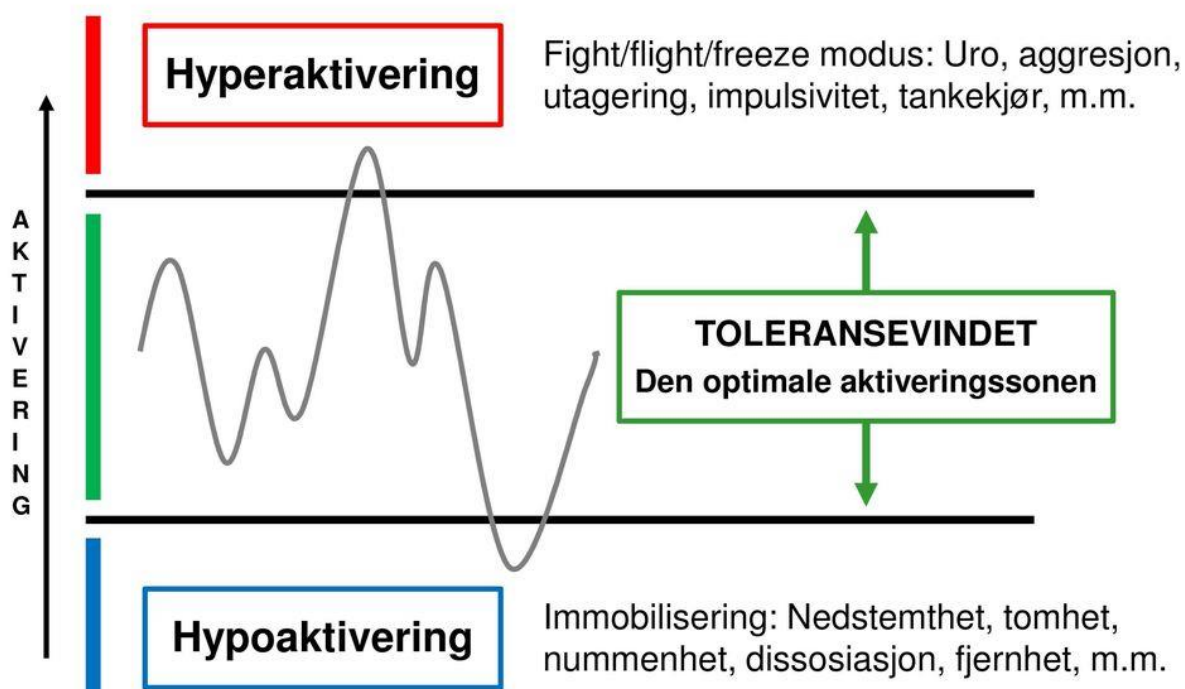 Hyperaktivering
Fight/flight/freeze modus: Uro, aggresjon,
utagering, impulsivitet, tankekjør, m.m.
AKTIVERING
TOLERANSEVINDET
Den optimale aktiveringssonen
Hypoaktivering
Immobilisering: Nedstemthet, tomhet,
nummenhet, dissosiasjon, fjernhet, m.m.